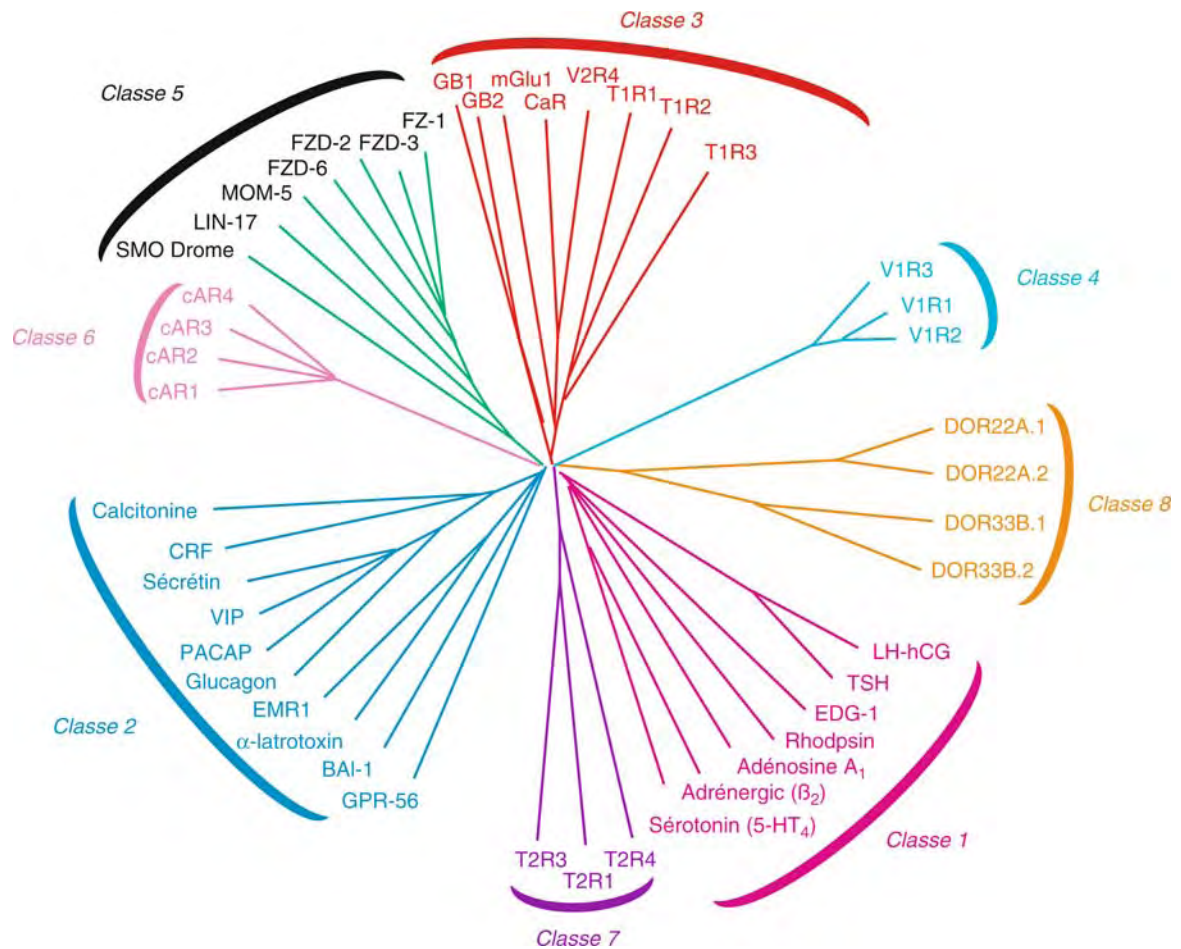 Classe 3
GB1
GB2
mGlu1
CaR
V2R4
T1R1
T1R2
T1R3
Classe 5
FZ-1
FZD-3
FZD-2
FZD-6
MOM-5
LIN-17
SMO Drome
Classe 4
V1R3
V1R1
V1R2
Classe 6
cAR4
cAR3
cAR2
cAR1
Classe 8
DOR22A.1
DOR22A.2
DOR33B.1
DOR33B.2
Classe 2
Calcitonine
CRF
Sécrétin
VIP
PACAP
Glucagon
EMR1
α-latrotoxin
BAI-1
GPR-56
Classe 1
LH-hCG
TSH
EDG-1
Rhodpsin
Adénosine A1
Adrénergic (ß2)
Sérotonin (5-HT4)
T2R3
T2R1
T2R4
Classe 7